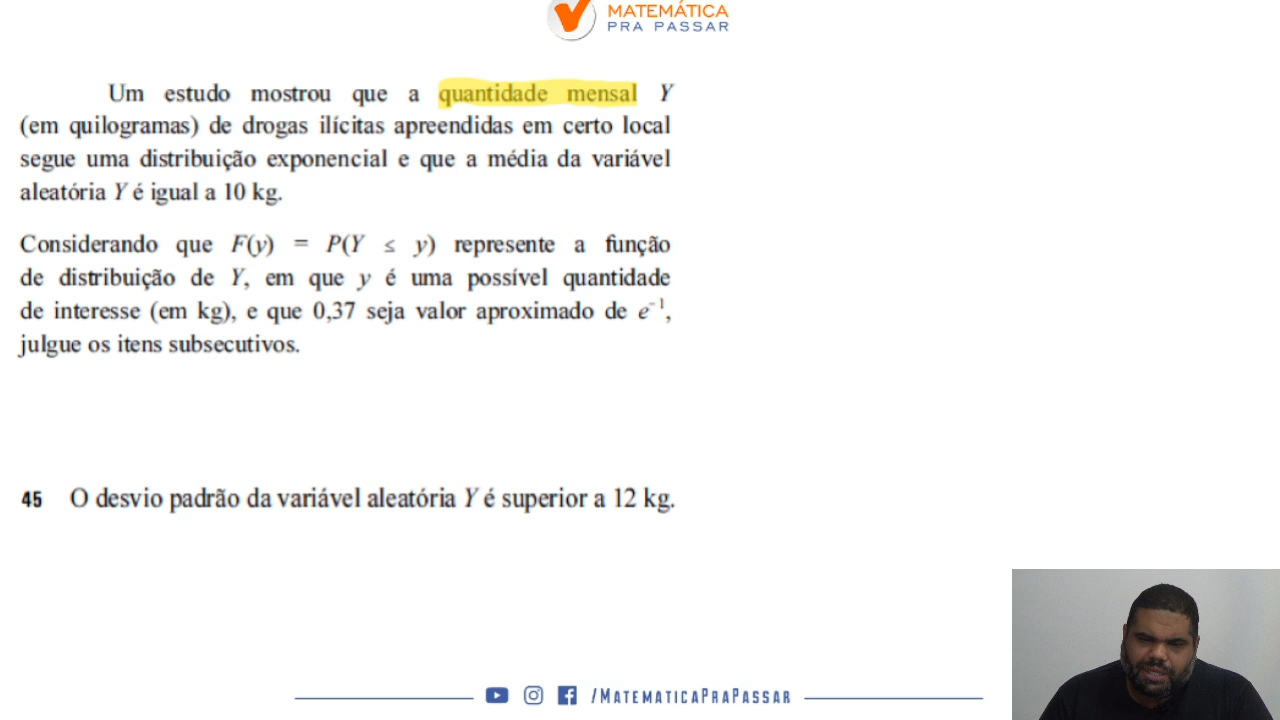 MATEMÁTICA
PRA PASSAR
Um estudo mostrou que a quantidade mensal Y
(em quilogramas) de drogas ilícitas apreendidas em certo local
segue uma distribuição exponencial e que a média da variável
aleatória Y é igual a 10 kg.
Considerando que F(y) = P(Y ≤ y) represente a função
de distribuição de Y, em que y é uma possível quantidade
de interesse (em kg), e que 0,37 seja valor aproximado de e⁻¹,
julgue os itens subsecutivos.
45 O desvio padrão da variável aleatória Y é superior a 12 kg.
/MATEMATICAPRAPASSAR